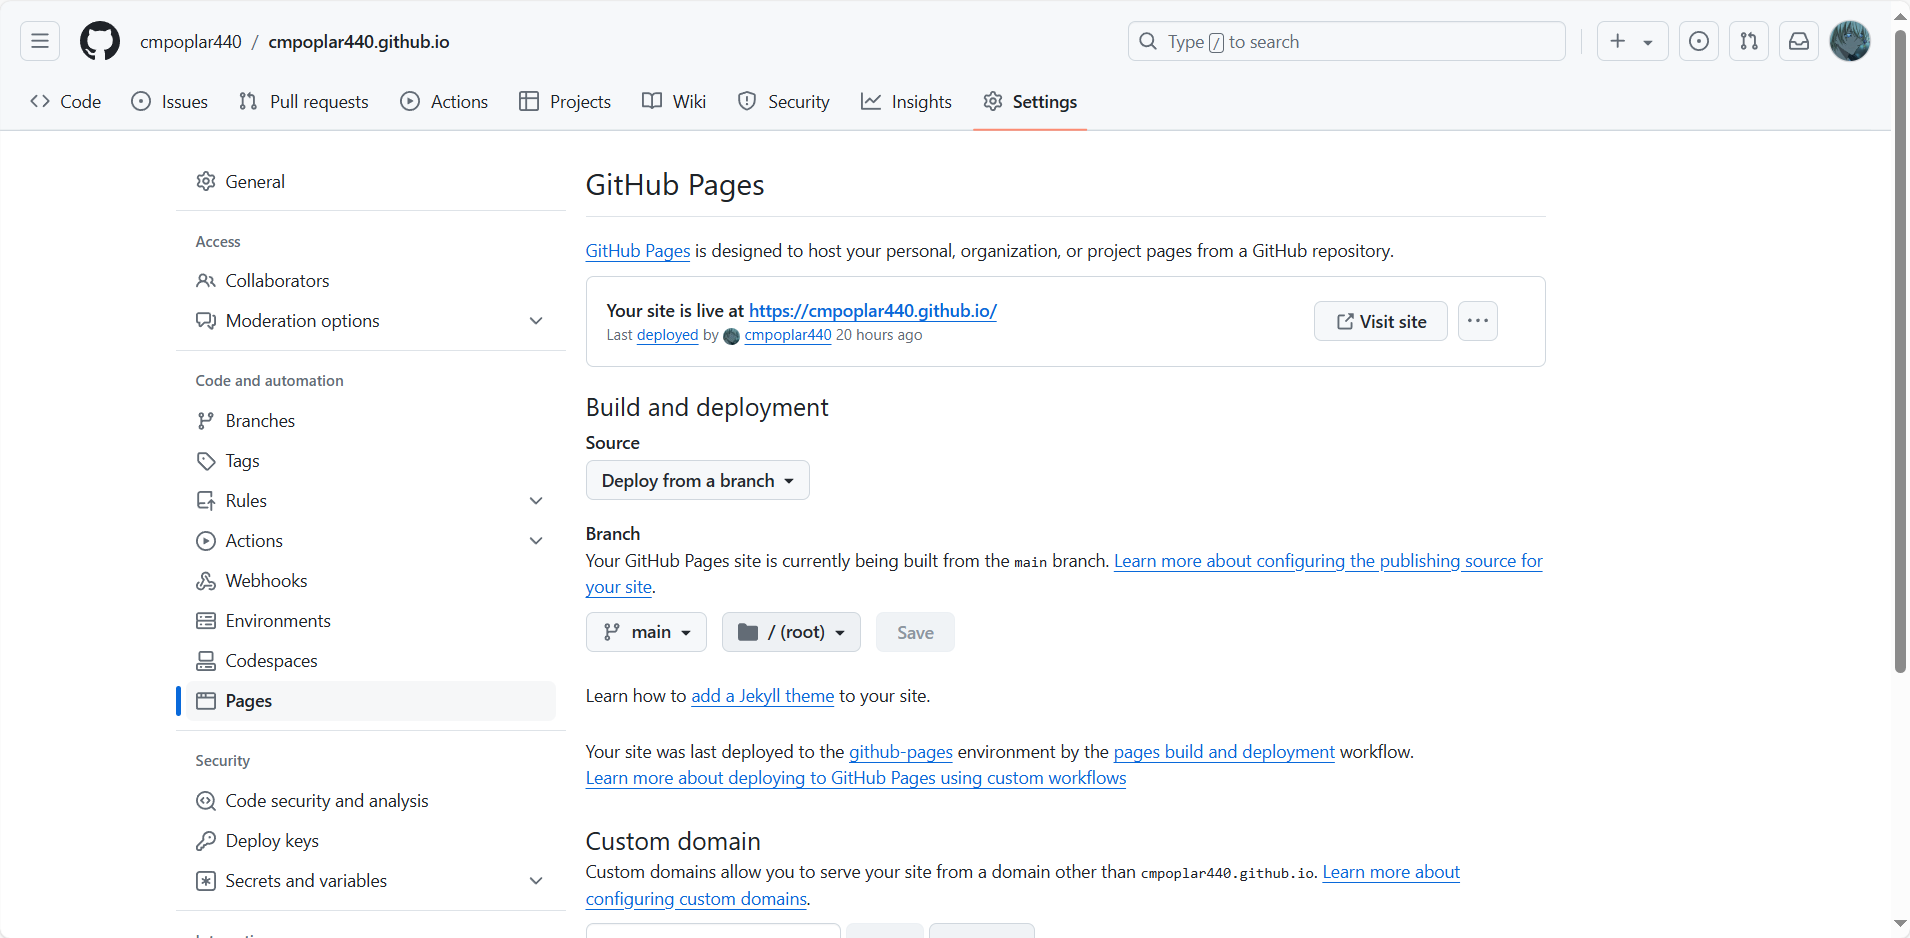 cmpoplar440 / cmpoplar440.github.io
Type / to search
Code Issues Pull requests Actions Projects Wiki Security Insights Settings
General
Access
Collaborators
Moderation options
Code and automation
Branches
Tags
Rules
Actions
Webhooks
Environments
Codespaces
Pages
Security
Code security and analysis
Deploy keys
Secrets and variables
GitHub Pages
GitHub Pages is designed to host your personal, organization, or project pages from a GitHub repository.
Your site is live at https://cmpoplar440.github.io/
Last deployed by cmpoplar440 20 hours ago
Visit site
Build and deployment
Source
Deploy from a branch
Branch
Your GitHub Pages site is currently being built from the main branch. Learn more about configuring the publishing source for
your site.
main / (root) Save
Learn how to add a Jekyll theme to your site.
Your site was last deployed to the github-pages environment by the pages build and deployment workflow.
Learn more about deploying to GitHub Pages using custom workflows
Custom domain
Custom domains allow you to serve your site from a domain other than cmpoplar440.github.io. Learn more about
configuring custom domains.